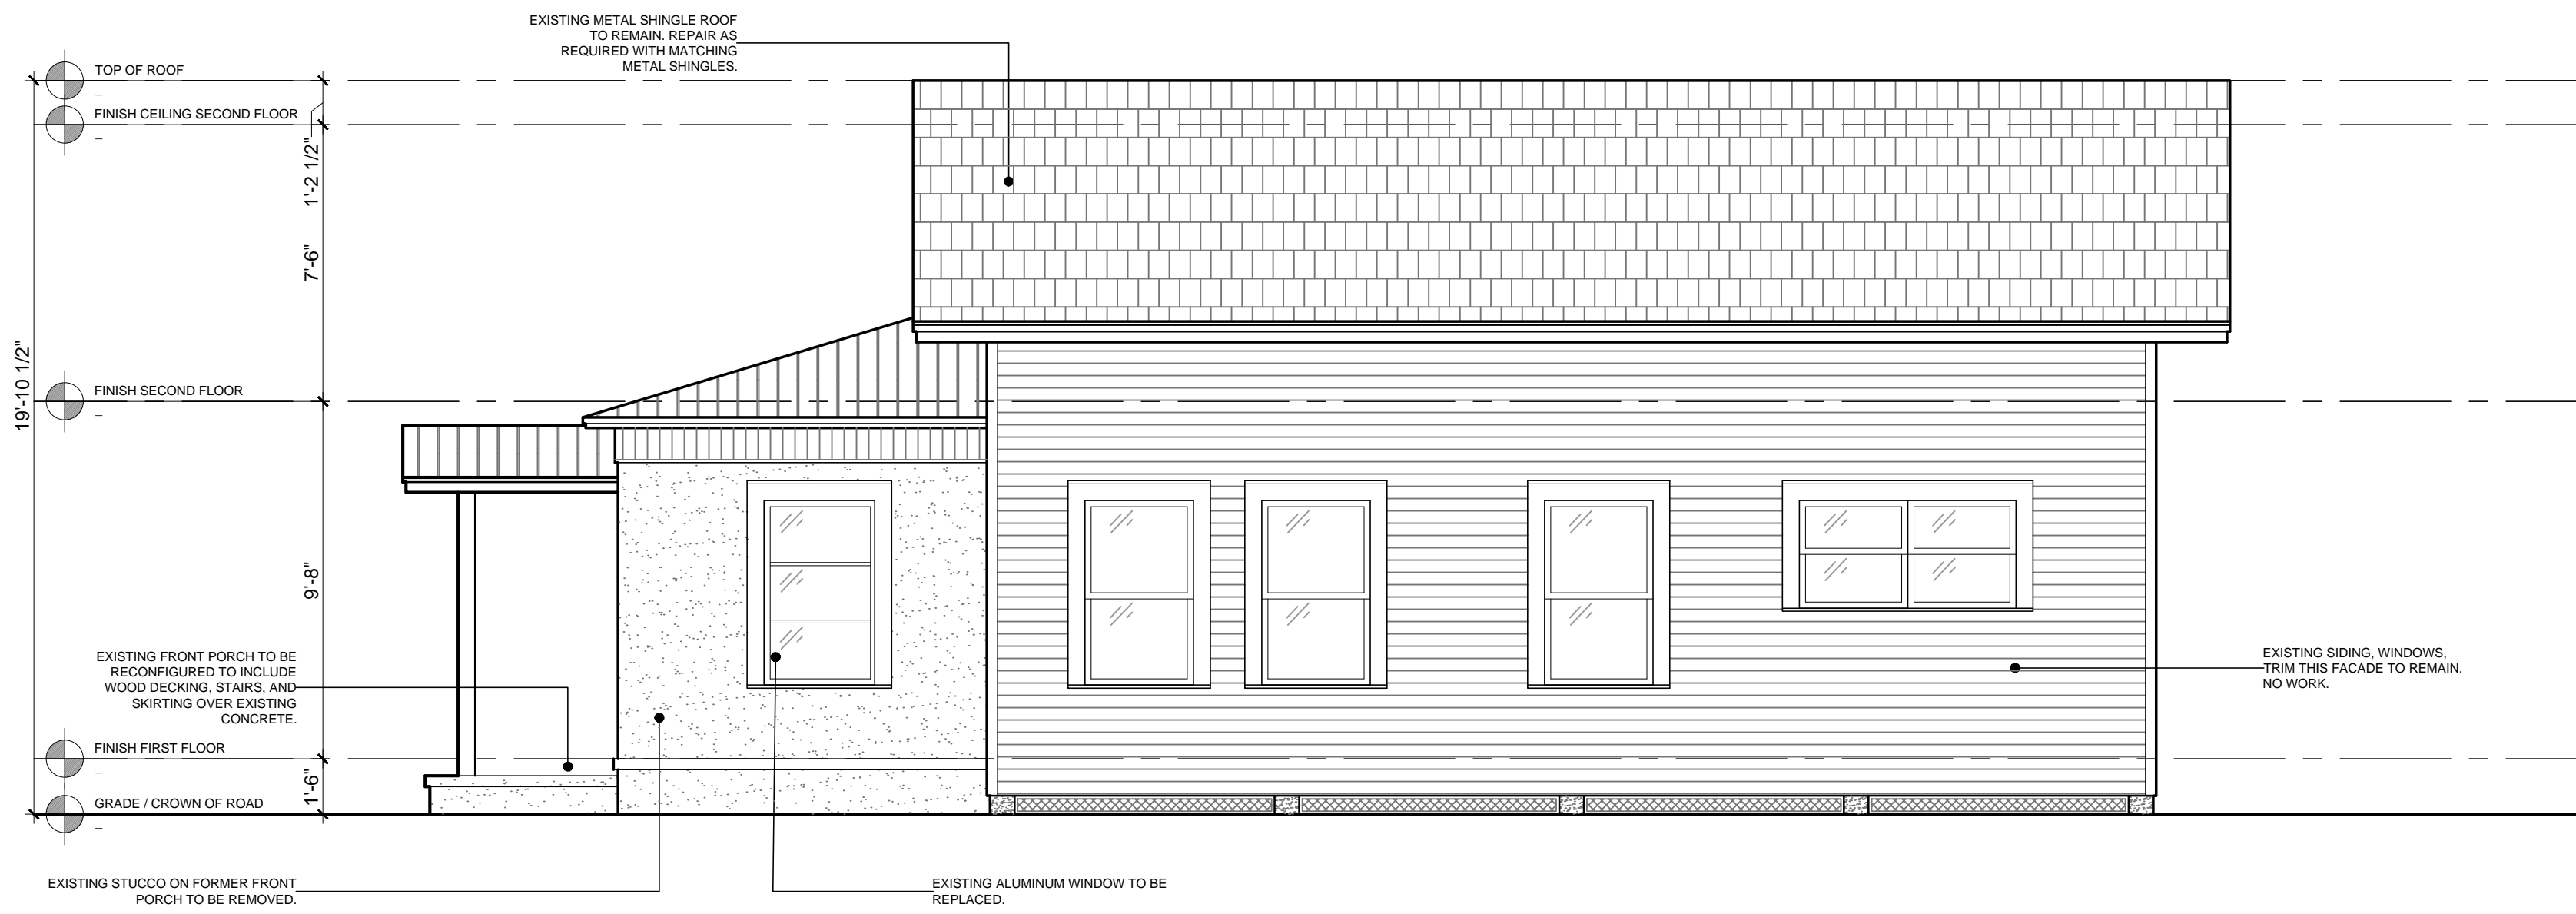 EXISTING METAL SHINGLE ROOF
TO REMAIN. REPAIR AS
REQUIRED WITH MATCHING
METAL SHINGLES.
TOP OF ROOF
–
FINISH CEILING SECOND FLOOR
–
1'-2 1/2"
7'-6"
19'-10 1/2"
FINISH SECOND FLOOR
–
9'-8"
EXISTING FRONT PORCH TO BE
RECONFIGURED TO INCLUDE
WOOD DECKING, STAIRS, AND
SKIRTING OVER EXISTING
CONCRETE.
EXISTING SIDING, WINDOWS,
TRIM THIS FACADE TO REMAIN.
NO WORK.
FINISH FIRST FLOOR
–
1'-6"
GRADE / CROWN OF ROAD
–
EXISTING STUCCO ON FORMER FRONT
PORCH TO BE REMOVED.
EXISTING ALUMINUM WINDOW TO BE
REPLACED.